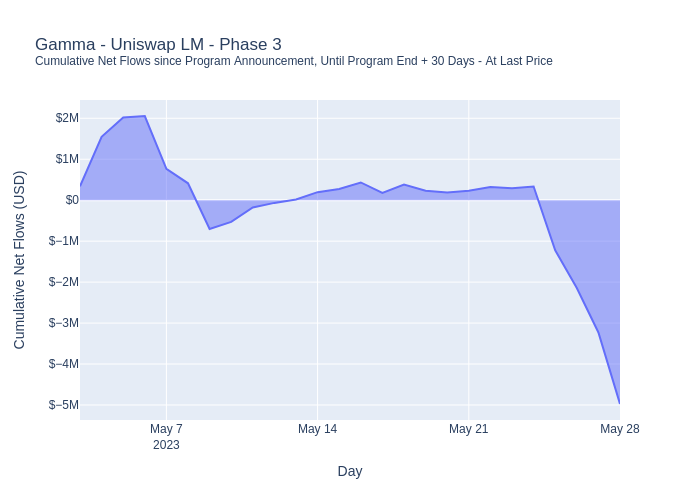 Gamma - Uniswap LM - Phase 3
Cumulative Net Flows since Program Announcement, Until Program End + 30 Days - At Last Price
Cumulative Net Flows (USD)
$2M
$1M
$0
$−1M
$−2M
$−3M
$−4M
$−5M
May 7
2023
May 14
May 21
May 28
Day